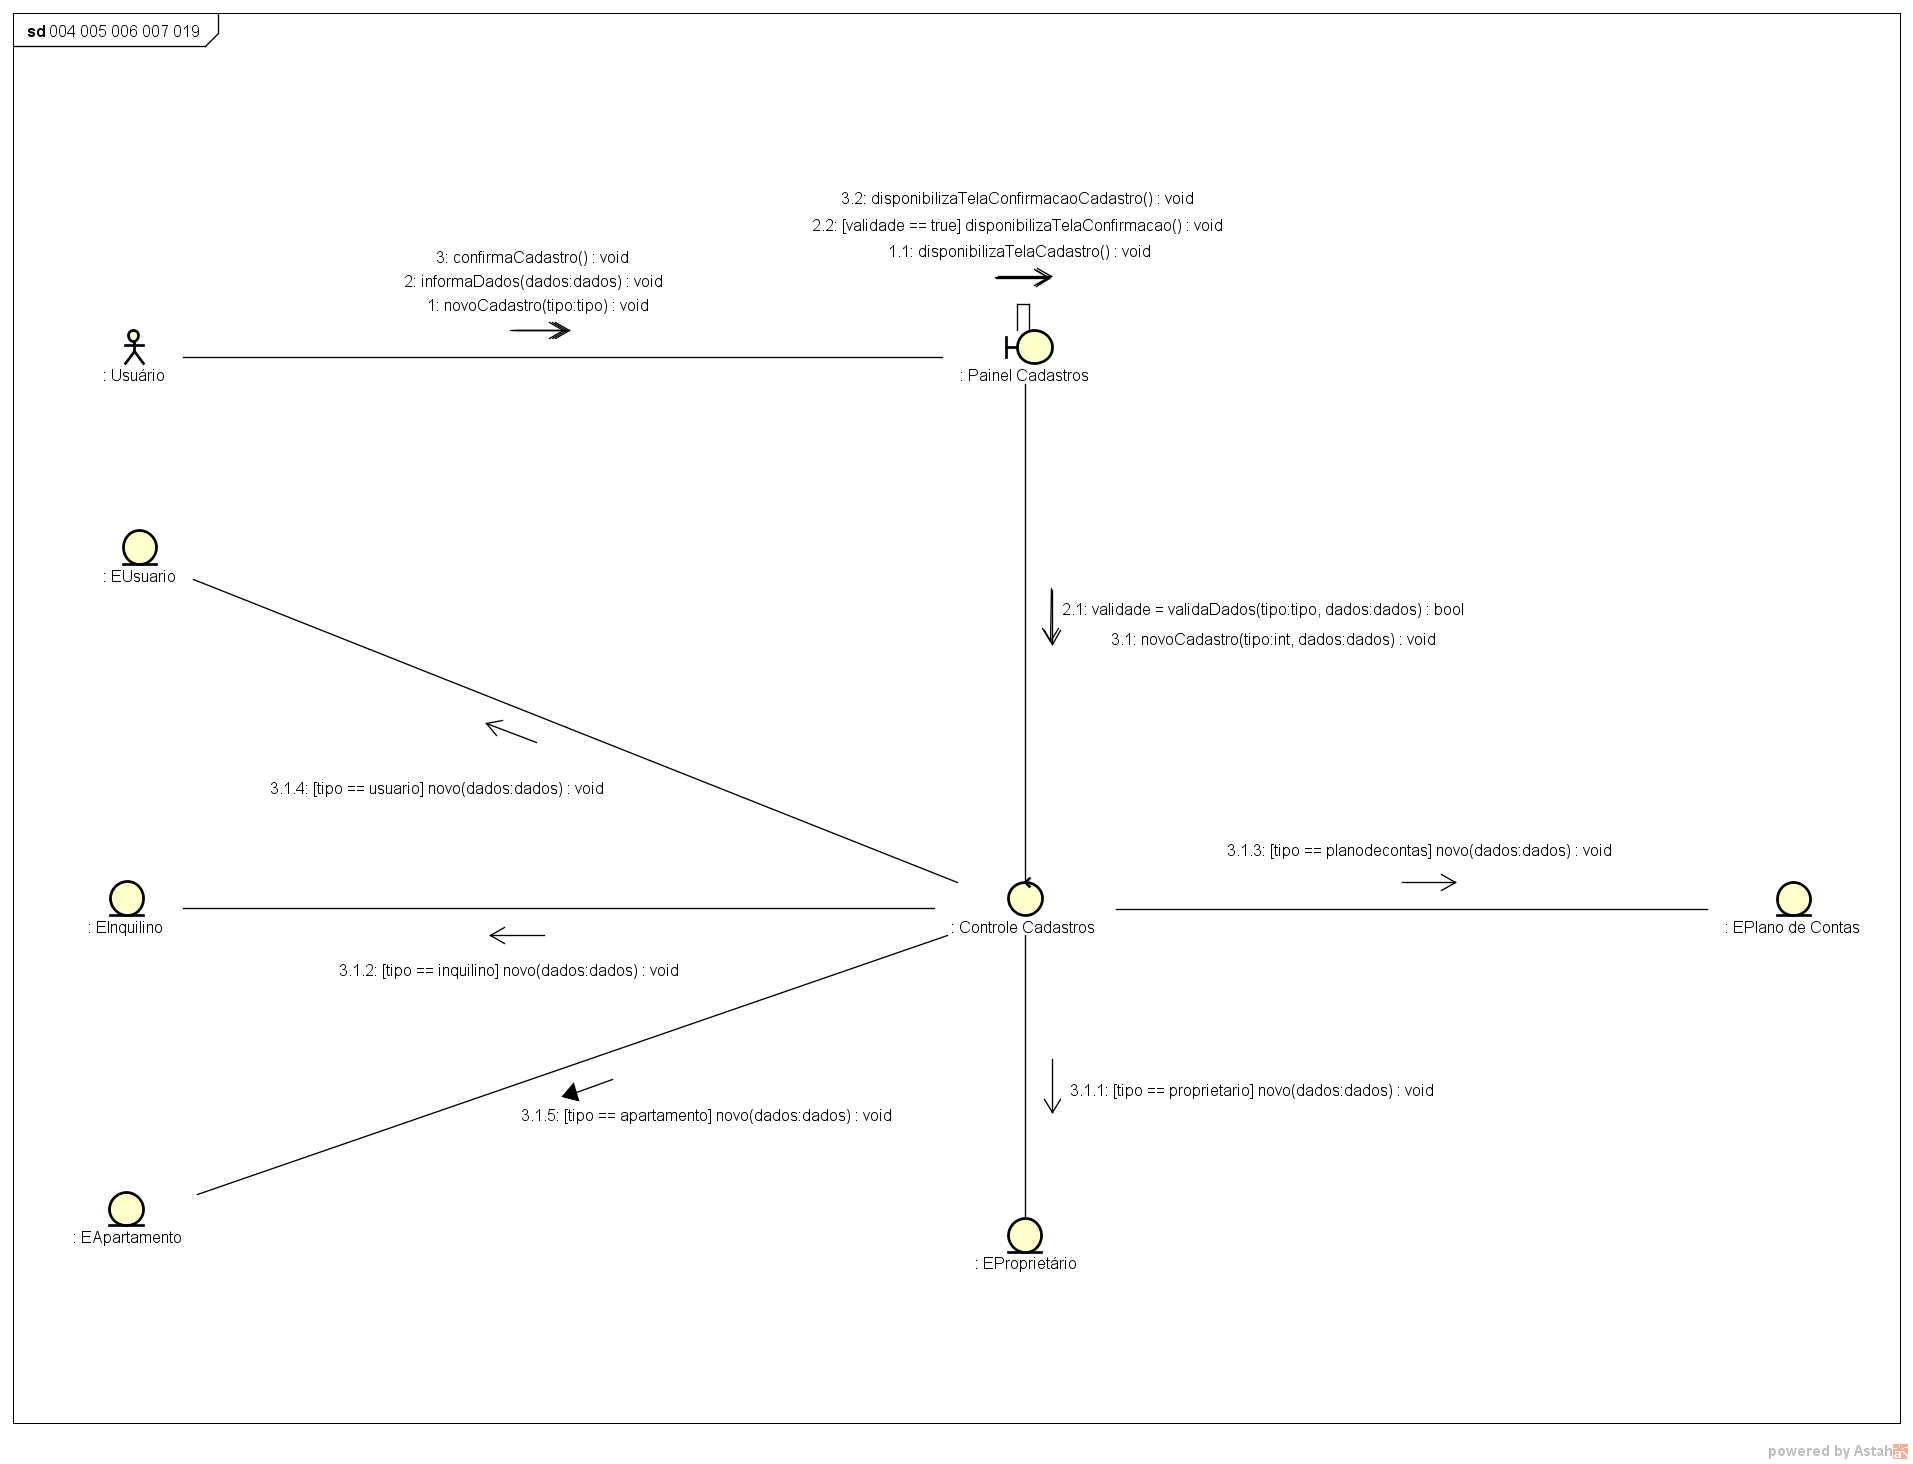 sd 004 005 006 007 019
3.2: disponibilizaTelaConfirmacaoCadastro() : void
2.2: [validade == true] disponibilizaTelaConfirmacao() : void
1.1: disponibilizaTelaCadastro() : void
3: confirmaCadastro() : void
2: informaDados(dados:dados) : void
1: novoCadastro(tipo:tipo) : void
: Usuário
: Painel Cadastros
: EUsuario
2.1: validade = validaDados(tipo:tipo, dados:dados) : bool
3.1: novoCadastro(tipo:int, dados:dados) : void
3.1.4: [tipo == usuario] novo(dados:dados) : void
3.1.3: [tipo == planodecontas] novo(dados:dados) : void
: EInquilino
: Controle Cadastros
: EPlano de Contas
3.1.2: [tipo == inquilino] novo(dados:dados) : void
3.1.1: [tipo == proprietario] novo(dados:dados) : void
3.1.5: [tipo == apartamento] novo(dados:dados) : void
: EApartamento
: EProprietário
powered by Astah